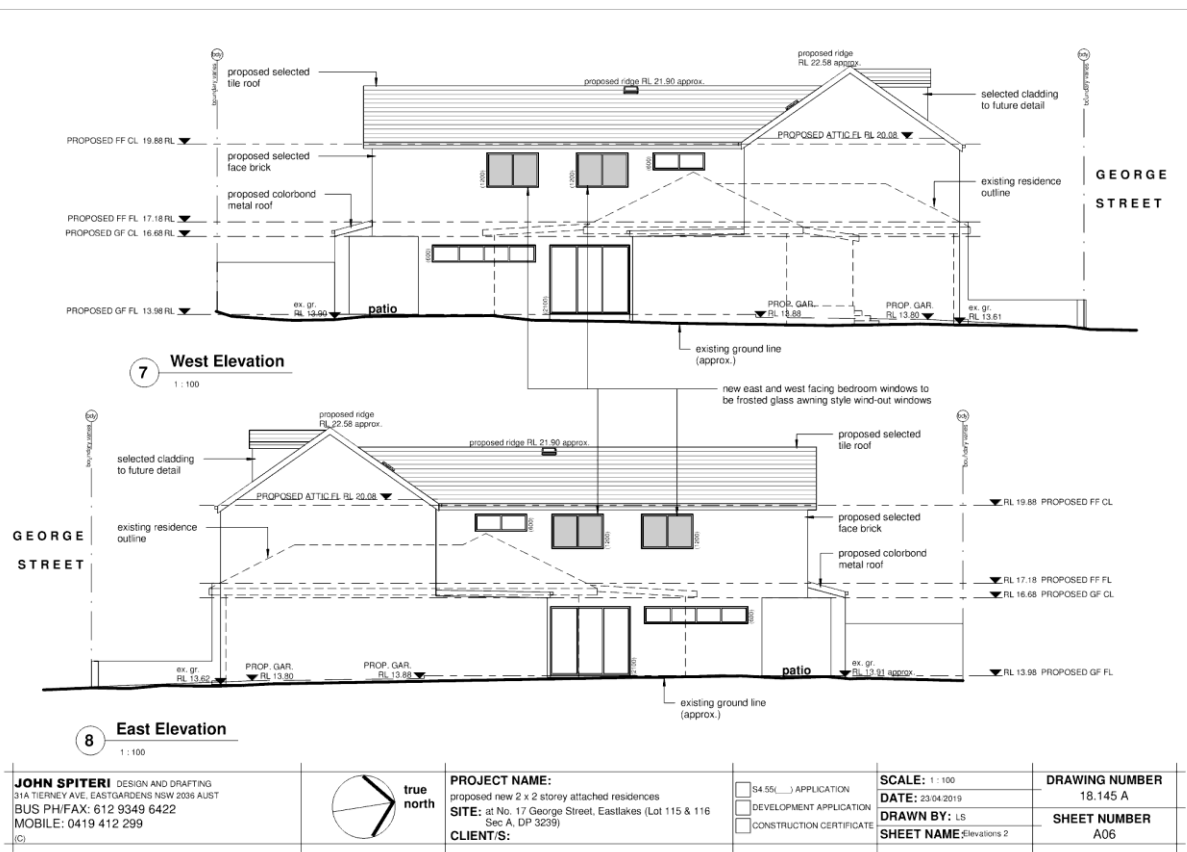 bdy
boundary varies
proposed selected
tile roof
proposed ridge RL 21.90 approx.
proposed ridge
RL 22.58 approx.
bdy
boundary varies
selected cladding
to future detail
PROPOSED FF CL 19.88 RL
PROPOSED ATTIC FL RL 20.08
proposed selected
face brick
(1200)
(1200)
(600)
proposed colorbond
metal roof
existing residence
outline
GEORGE
STREET
PROPOSED FF FL 17.18 RL
PROPOSED GF CL 16.68 RL
(600)
(2100)
PROPOSED GF FL 13.98 RL
ex. gr.
RL 13.90
patio
PROP. GAR.
RL 13.88
PROP. GAR.
RL 13.80
ex. gr.
RL 13.61
existing ground line
(approx.)
7
West Elevation
1 : 100
new east and west facing bedroom windows to
be frosted glass awning style wind-out windows
bdy
proposed ridge
RL 22.58 approx.
proposed ridge RL 21.90 approx.
bdy
proposed selected
tile roof
selected cladding
to future detail
PROPOSED ATTIC FL RL 20.08
RL 19.88 PROPOSED FF CL
existing residence
outline
(600)
(1200)
(1200)
proposed selected
face brick
GEORGE
STREET
proposed colorbond
metal roof
RL 17.18 PROPOSED FF FL
RL 16.68 PROPOSED GF CL
(2100)
(600)
ex. gr.
RL 13.62
PROP. GAR.
RL 13.80
PROP. GAR.
RL 13.88
patio
ex. gr.
RL 13.91 approx.
RL 13.98 PROPOSED GF FL
existing ground line
(approx.)
8
East Elevation
1 : 100
JOHN SPITERI DESIGN AND DRAFTING
31A TIERNEY AVE, EASTGARDENS NSW 2036 AUST
BUS PH/FAX: 612 9349 6422
MOBILE: 0419 412 299
(C)
true
north
PROJECT NAME:
proposed new 2 x 2 storey attached residences
SITE: at No. 17 George Street, Eastlakes (Lot 115 & 116
Sec A, DP 3239)
CLIENT/S:
S4.55(___) APPLICATION
DEVELOPMENT APPLICATION
CONSTRUCTION CERTIFICATE
SCALE: 1 : 100
DATE: 23/04/2019
DRAWN BY: LS
SHEET NAME: Elevations 2
DRAWING NUMBER
18.145 A
SHEET NUMBER
A06